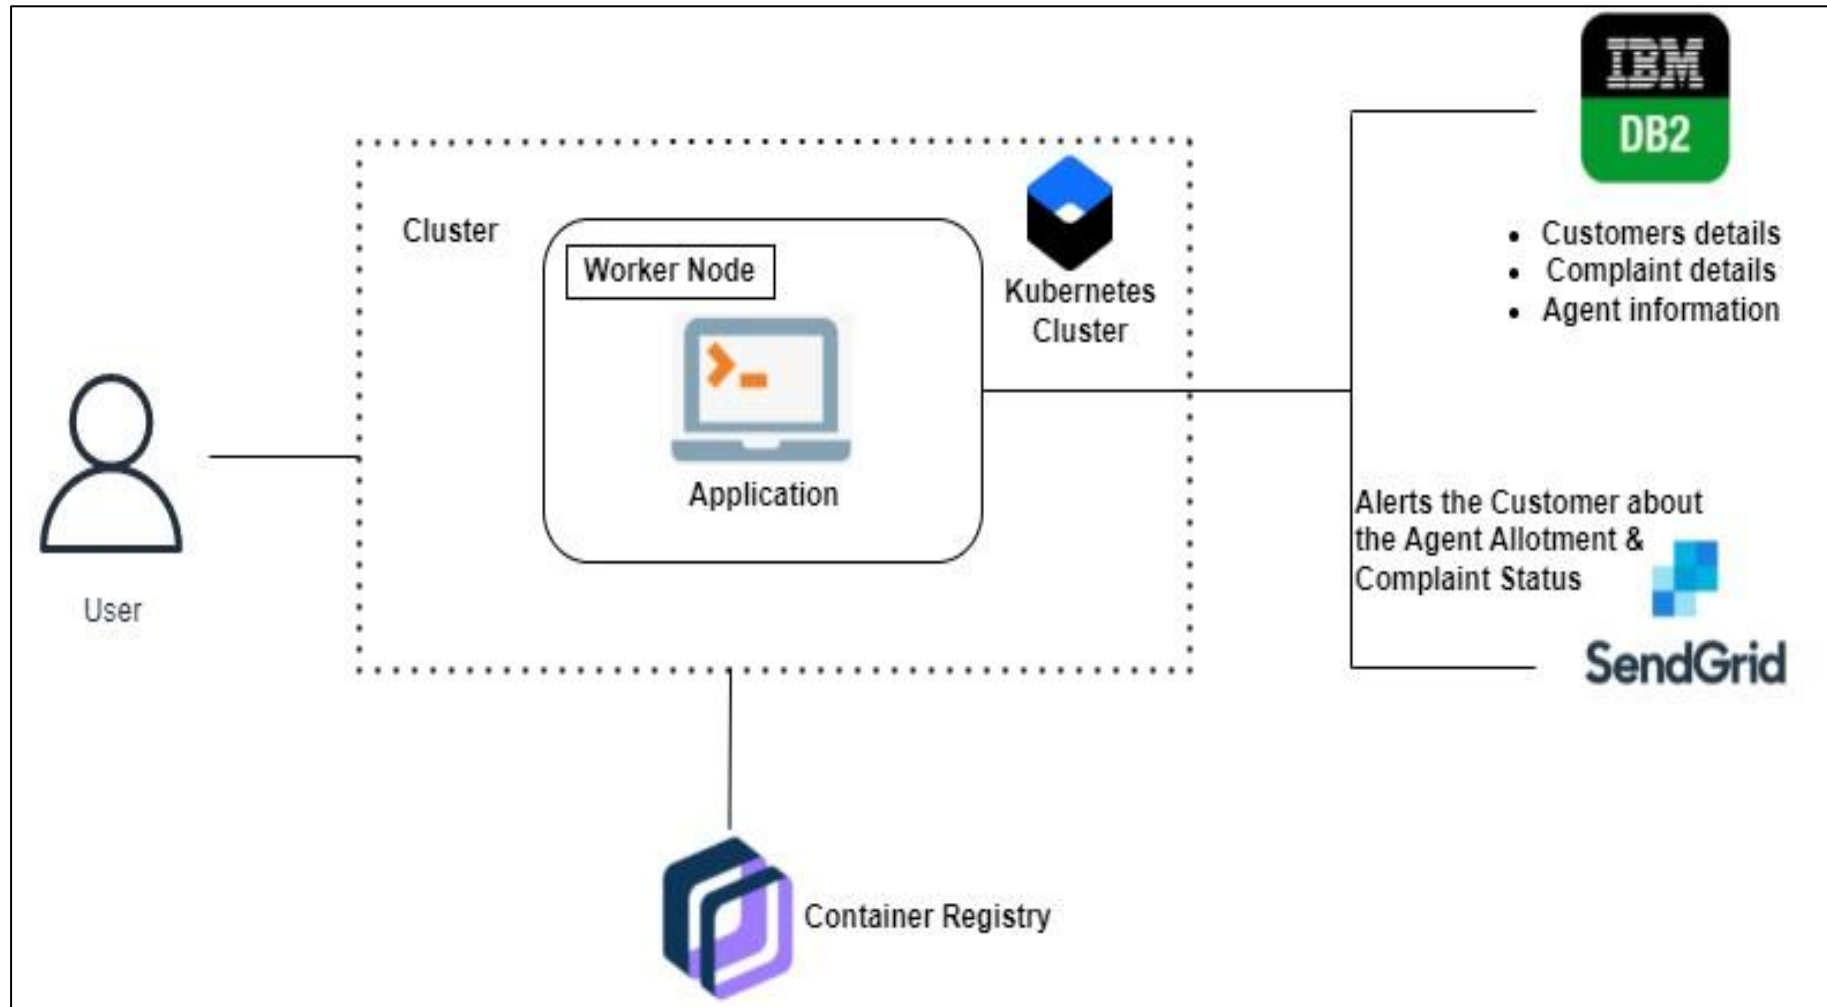 IBM
DB2
Cluster
Worker Node
Kubernetes
Cluster
• Customers details
• Complaint details
• Agent information
Application
Alerts the Customer about
the Agent Allotment &
Complaint Status
User
SendGrid
Container Registry